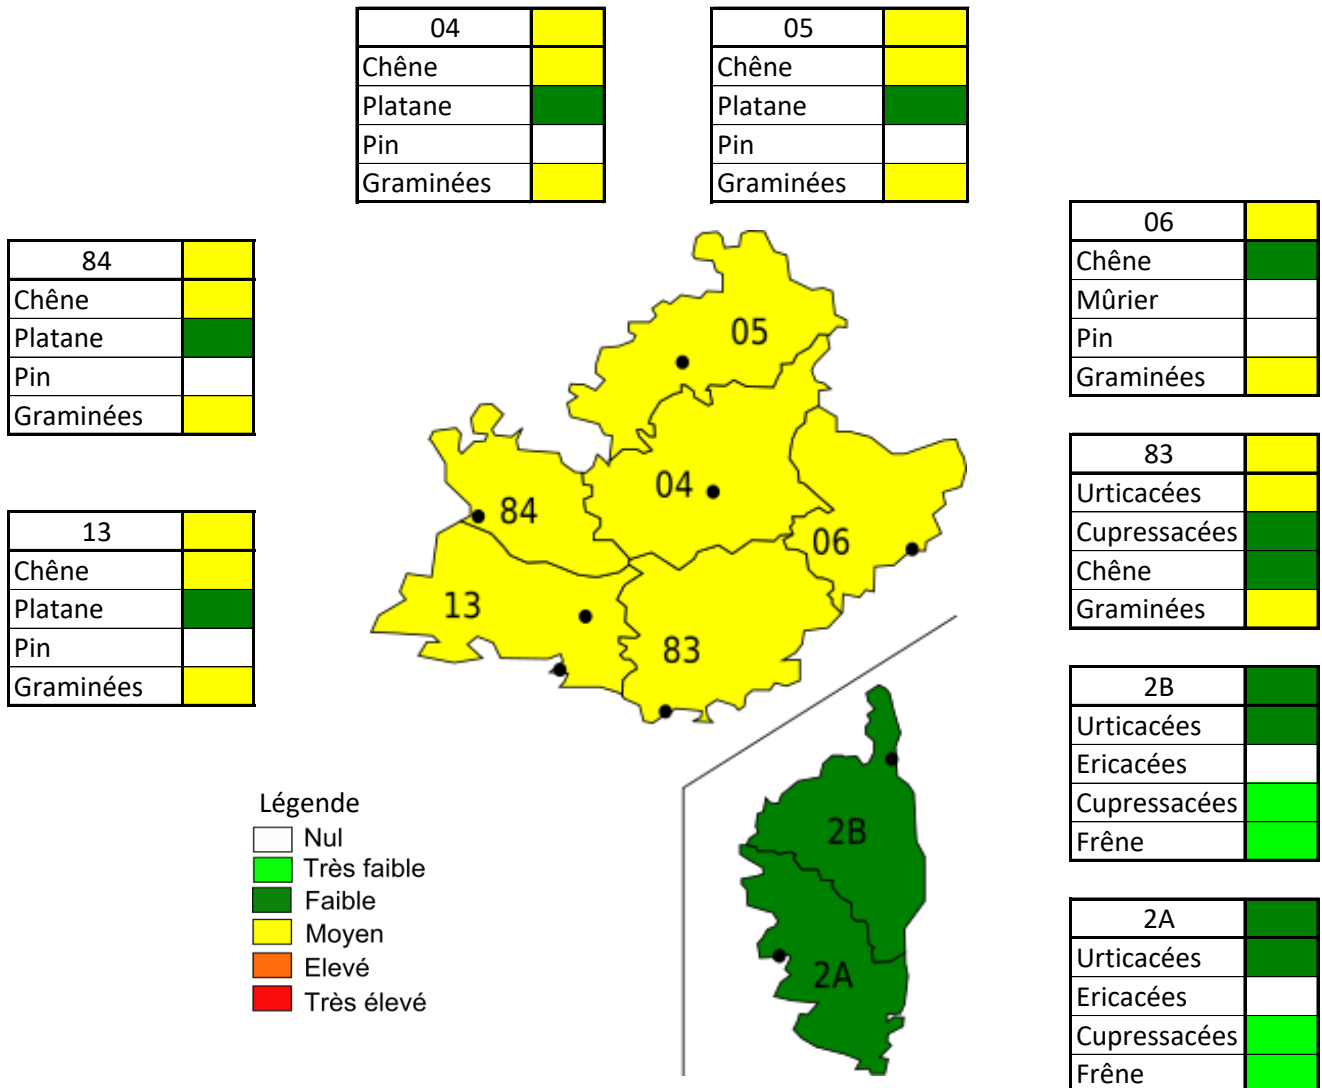 04
Chêne
Platane
Pin
Graminées
05
Chêne
Platane
Pin
Graminées
84
Chêne
Platane
Pin
Graminées
13
Chêne
Platane
Pin
Graminées
06
Chêne
Mûrier
Pin
Graminées
83
Urticacées
Cupressacées
Chêne
Graminées
2B
Urticacées
Ericacées
Cupressacées
Frêne
2A
Urticacées
Ericacées
Cupressacées
Frêne
05
04
84
06
13
83
2B
2A
Légende
Nul
Très faible
Faible
Moyen
Elevé
Très élevé